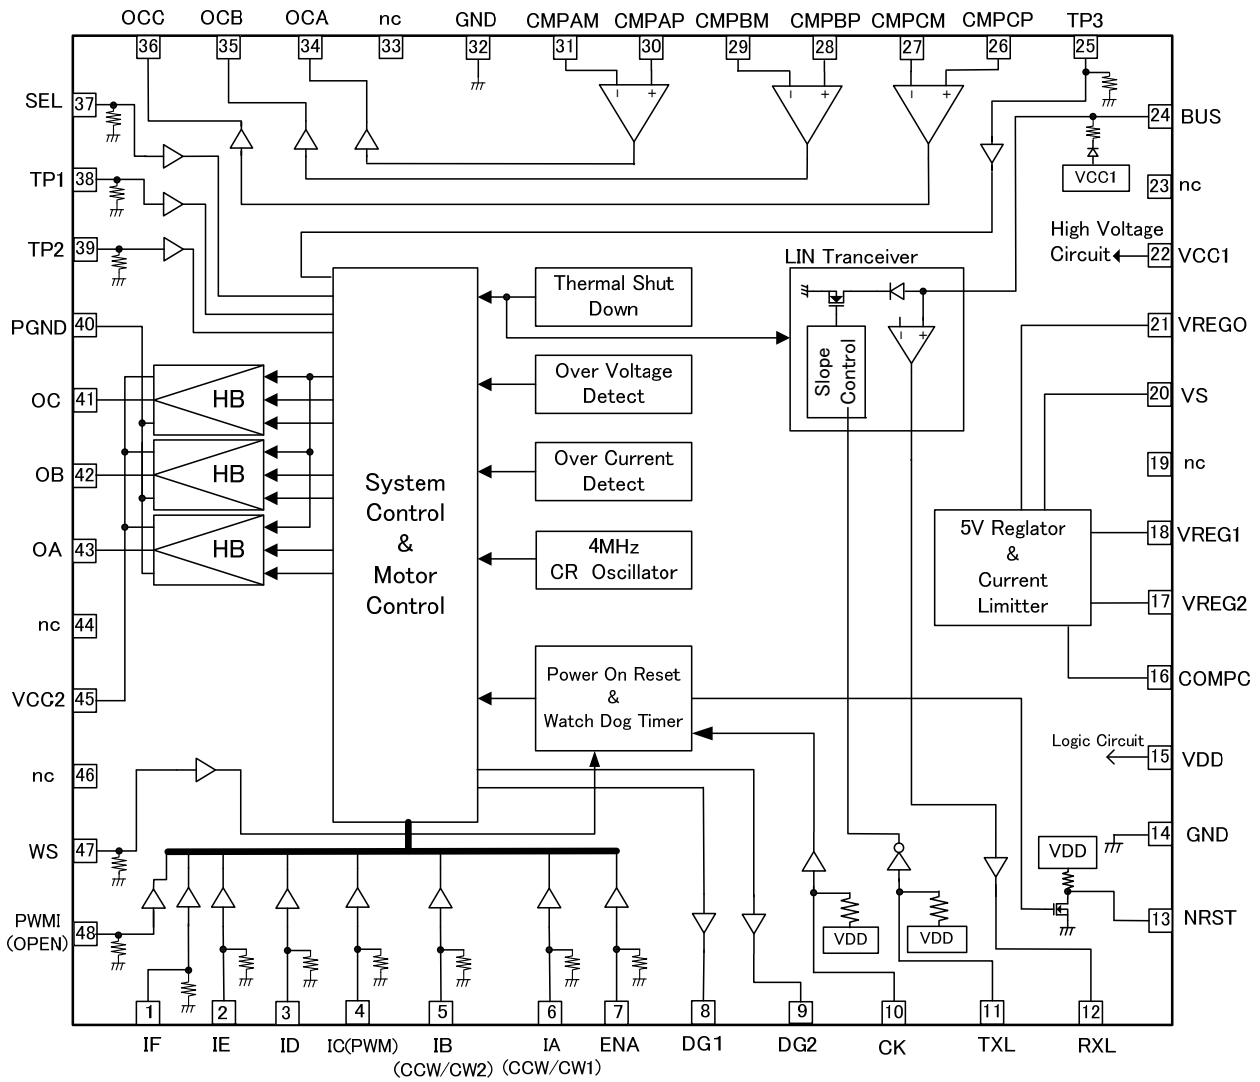 OCC OCB OCA nc GND CMPAM CMPAP CMPBM CMPBP CMPCM CMPCP TP3
36 35 34 33 32 31 30 29 28 27 26 25
− + − + − +
SEL 37
24 BUS
VCC1
TP1 38
23 nc
TP2 39
High Voltage
Circuit
22 VCC1
LIN Tranceiver
Thermal Shut
Down
PGND 40
21 VREGO
− +
Slope
Control
Over Voltage
Detect
OC 41
HB
20 VS
OB 42
HB
Over Current
Detect
19 nc
System
Control
&
Motor
Control
OA 43
HB
4MHz
CR Oscillator
5V Reglator
&
Current
Limitter
18 VREG1
17 VREG2
nc 44
16 COMPC
VCC2 45
Power On Reset
&
Watch Dog Timer
Logic Circuit
15 VDD
nc 46
14 GND
WS 47
VDD
PWMI
(OPEN)
48
13 NRST
VDD
VDD
1 2 3 4 5 6 7 8 9 10 11 12
IF IE ID IC(PWM) IB IA ENA DG1 DG2 CK TXL RXL
(CCW/CW2) (CCW/CW1)